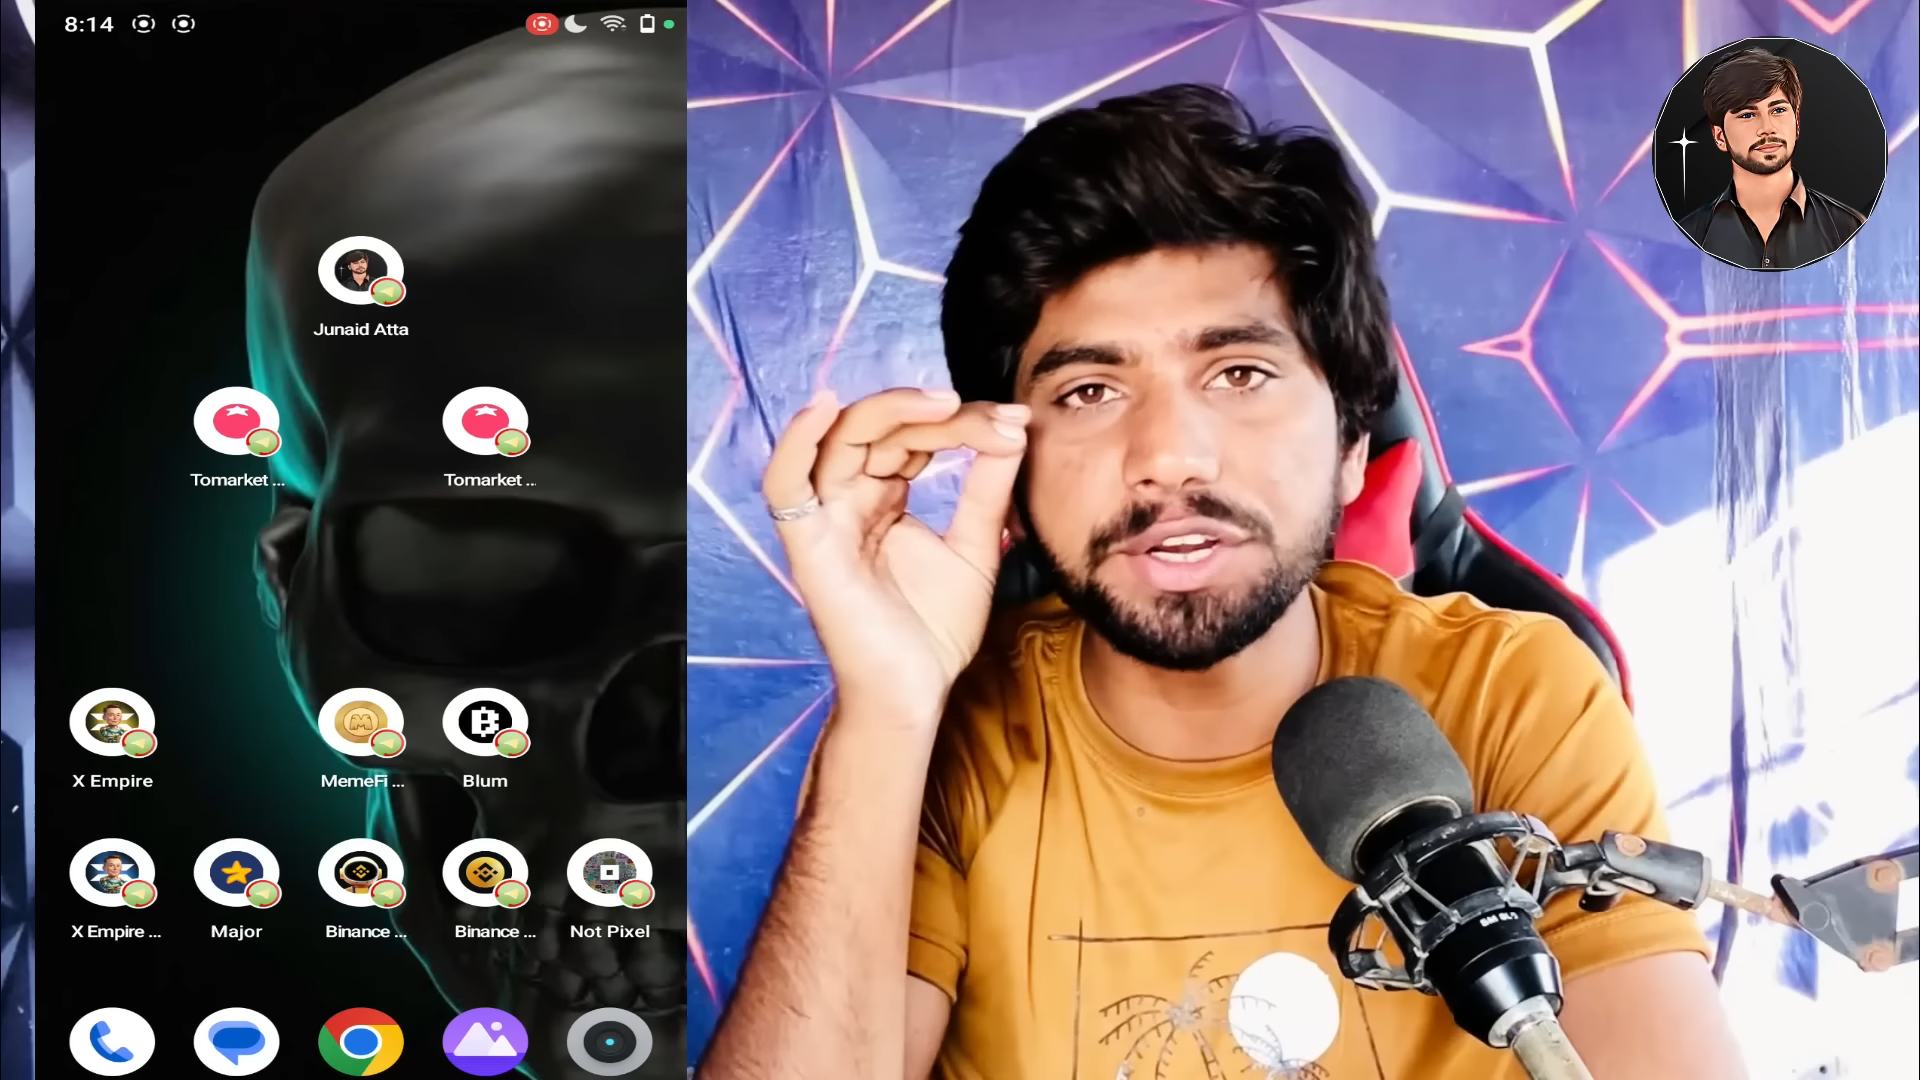 8:14
Junaid Atta
Tomarket ...
Tomarket ...
X Empire
MemeFi ...
Blum
X Empire ...
Major
Binance ...
Binance ...
Not Pixel